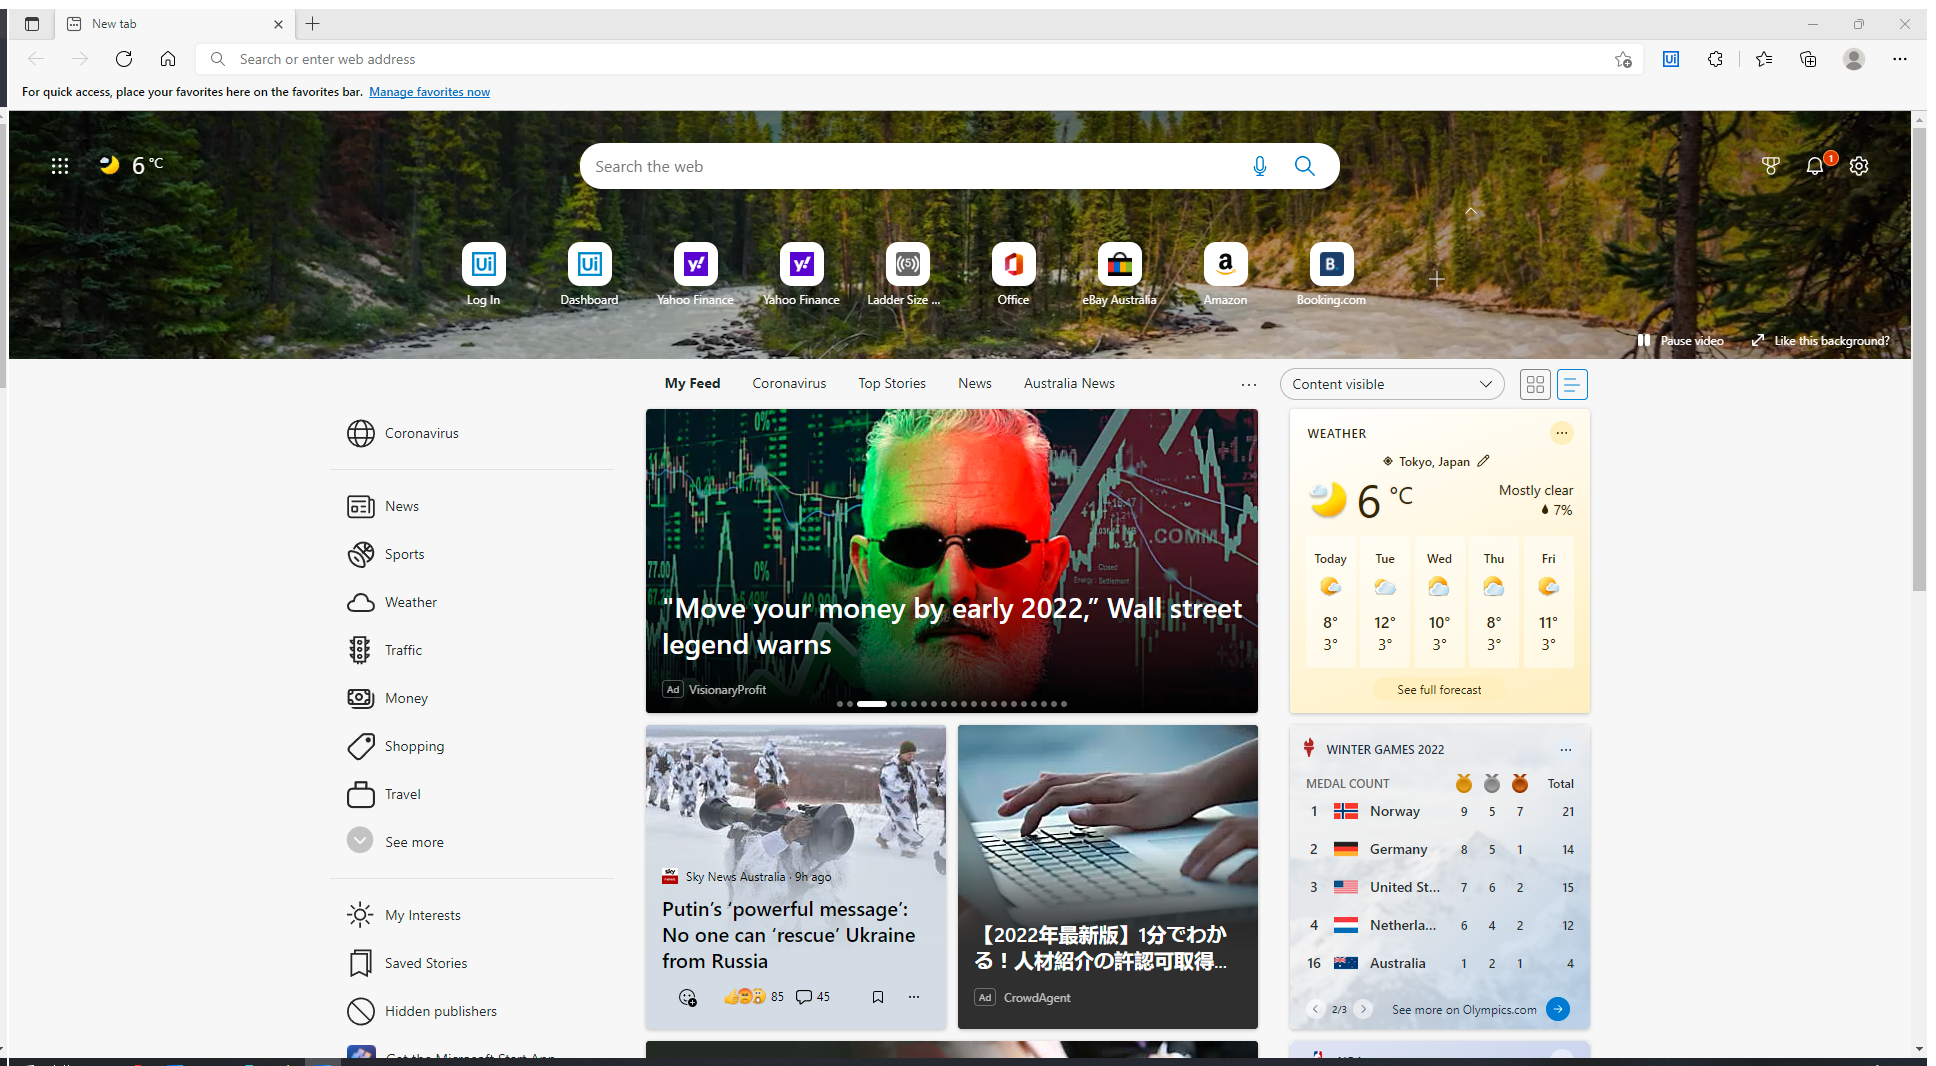 New tab
Search or enter web address
For quick access, place your favorites here on the favorites bar. Manage favorites now
6 °C
Search the web
1
Log In
Dashboard
Yahoo Finance
Yahoo Finance
Ladder Size ...
Office
eBay Australia
Amazon
Booking.com
Pause video
Like this background?
My Feed
Coronavirus
Top Stories
News
Australia News
Content visible
Coronavirus
News
Sports
Weather
Traffic
Money
Shopping
Travel
See more
My Interests
Saved Stories
Hidden publishers
Get the Microsoft Start App
"Move your money by early 2022,” Wall street
legend warns
Ad VisionaryProfit
Sky News Australia · 9h ago
Putin’s ‘powerful message’:
No one can ‘rescue’ Ukraine
from Russia
85 45
【2022年最新版】1分でわか
る！人材紹介の許認可取得...
Ad CrowdAgent
WEATHER
Tokyo, Japan
6 °C
Mostly clear
7%
Today Tue Wed Thu Fri
8° 12° 10° 8° 11°
3° 3° 3° 3° 3°
See full forecast
WINTER GAMES 2022
MEDAL COUNT Total
1 Norway 9 5 7 21
2 Germany 8 5 1 14
3 United St... 7 6 2 15
4 Netherla... 6 4 2 12
16 Australia 1 2 1 4
2/3 See more on Olympics.com